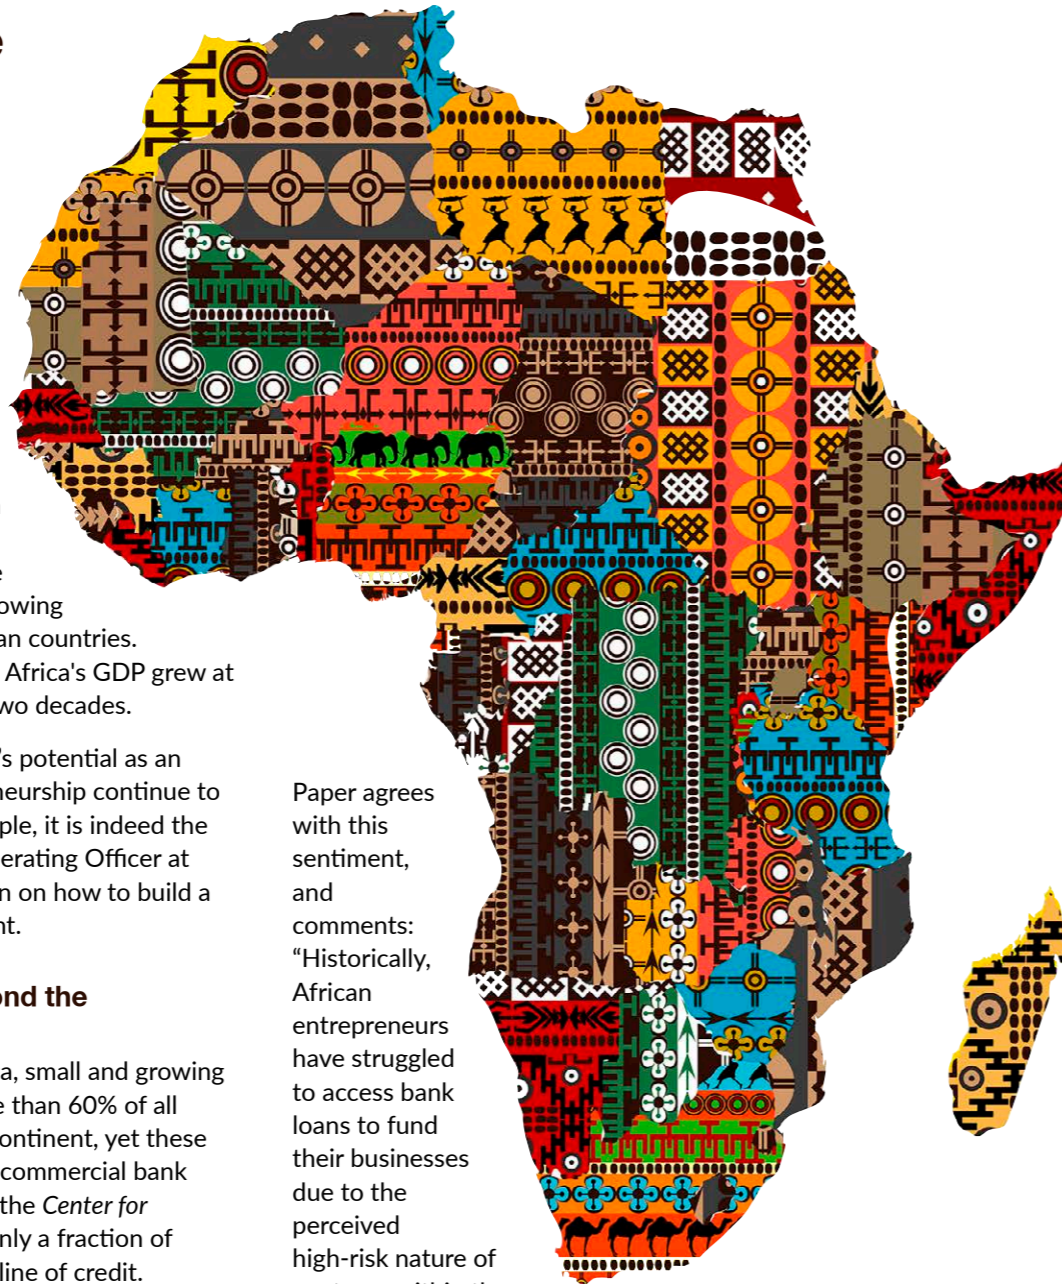 e
e
owing
an countries.
Africa's GDP grew at
wo decades.
's potential as an
neurship continue to
ple, it is indeed the
erating Officer at
n on how to build a
nt.
ond the
a, small and growing
e than 60% of all
ontinent, yet these
commercial bank
the Center for
nly a fraction of
line of credit.
Paper agrees
with this
sentiment,
and
comments:
“Historically,
African
entrepreneurs
have struggled
to access bank
loans to fund
their businesses
due to the
perceived
high-risk nature of